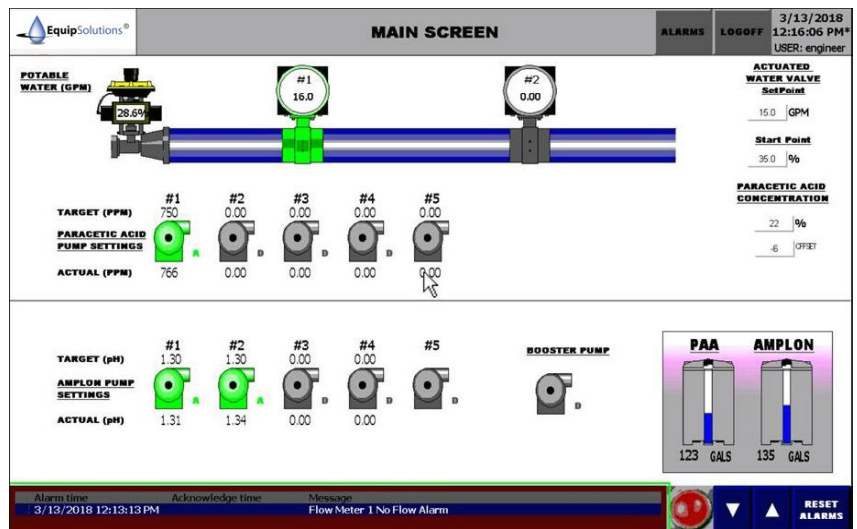 EquipSolutions®
MAIN SCREEN
ALARMS
LOGOFF
3/13/2018
12:16:06 PM*
USER: engineer
POTABLE
WATER (GPM)
28.6%
#1
16.0
#2
0.00
ACTUATED
WATER VALVE
SetPoint
15.0 GPM
Start Point
35.0 %
PARACETIC ACID
CONCENTRATION
22 %
-6 OFFSET
#1 #2 #3 #4 #5
TARGET (PPM) 750 0.00 0.00 0.00 0.00
PARACETIC ACID
PUMP SETTINGS
A D D D
ACTUAL (PPM) 766 0.00 0.00 0.00 0.00
#1 #2 #3 #4 #5
TARGET (pH) 1.30 1.30 0.00 0.00
AMPLON PUMP
SETTINGS
A A D D D
ACTUAL (pH) 1.31 1.34 0.00 0.00
BOOSTER PUMP
D
PAA AMPLON
123 GALS 135 GALS
Alarm time Acknowledge time Message
3/13/2018 12:13:13 PM Flow Meter 1 No Flow Alarm
RESET
ALARMS